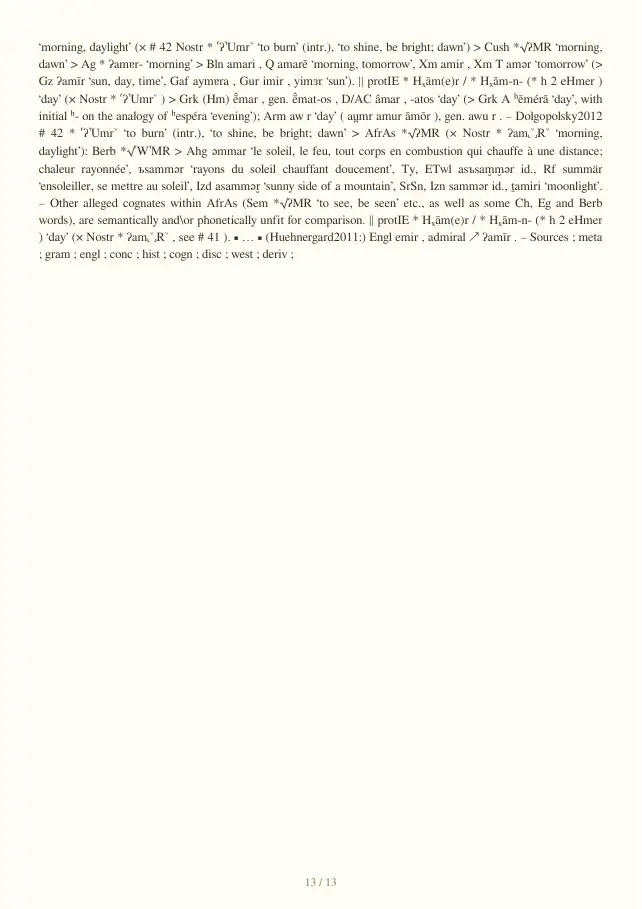 ‘morning, daylight’ (× # 42 Nostr * ˹ʔ˺Umrˇ ‘to burn’ (intr.), ‘to shine, be bright; dawn’) > Cush *√ʔMR ‘morning,
dawn’ > Ag * ʔamɐr- ‘morning’ > Bln amari , Q amarē ‘morning, tomorrow’, Xm amir , Xm T amər ‘tomorrow’ (>
Gz ʔamīr ‘sun, day, time’, Gaf aymɐra , Gur imir , yimɜr ‘sun’). || protIE * Hₓām(e)r / * Hₓām-n- (* h 2 eHmer )
‘day’ (× Nostr * ˹ʔ˺Umrˇ ) > Grk (Hm) ê̄mar , gen. ê̄mat-os , D/AC âmar , -atos ‘day’ (> Grk A ʰēmérā ‘day’, with
initial ʰ- on the analogy of ʰespéra ‘evening’); Arm aw r ‘day’ ( au̯mr amur āmōr ), gen. awu r . – Dolgopolsky2012
# 42 * ˹ʔ˺Umrˇ ‘to burn’ (intr.), ‘to shine, be bright; dawn > AfrAs *√ʔMR (× Nostr * ʔam˻ˇ˼Rˇ ‘morning,
daylight’): Berb *√WʼMR > Ahg əmmar ‘le soleil, le feu, tout corps en combustion qui chauffe à une distance;
chaleur rayonnée’, ъsammər ‘rayons du soleil chauffant doucement’, Ty, ETwl asъsaṃṃər id., Rf summär
‘ensoleiller, se mettre au soleil’, Izd asamməṛ ‘sunny side of a mountain’, SrSn, Izn sammər id., ṯamiri ‘moonlight’.
– Other alleged cognates within AfrAs (Sem *√ʔMR ‘to see, be seen’ etc., as well as some Ch, Eg and Berb
words), are semantically and\or phonetically unfit for comparison. || protIE * Hₓām(e)r / * Hₓām-n- (* h 2 eHmer
) ‘day’ (× Nostr * ʔam˻ˇ˼Rˇ , see # 41 ). ▪ … ▪ (Huehnergard2011:) Engl emir , admiral ↗ ʔamīr . – Sources ; meta
; gram ; engl ; conc ; hist ; cogn ; disc ; west ; deriv ;
13 / 13